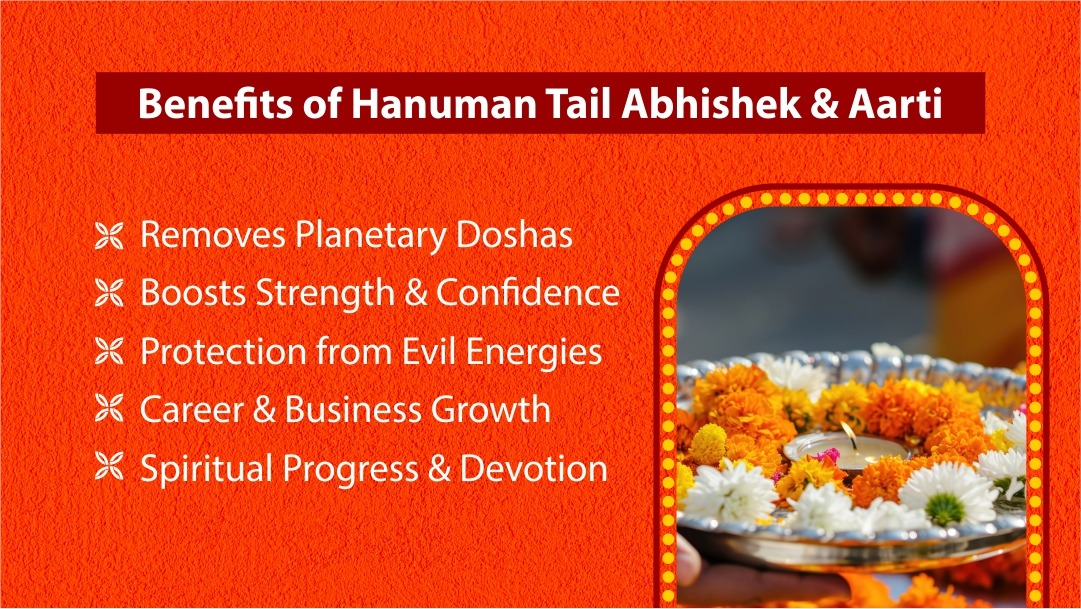 Benefits of Hanuman Tail Abhishek & Aarti
Removes Planetary Doshas
Boosts Strength & Confidence
Protection from Evil Energies
Career & Business Growth
Spiritual Progress & Devotion